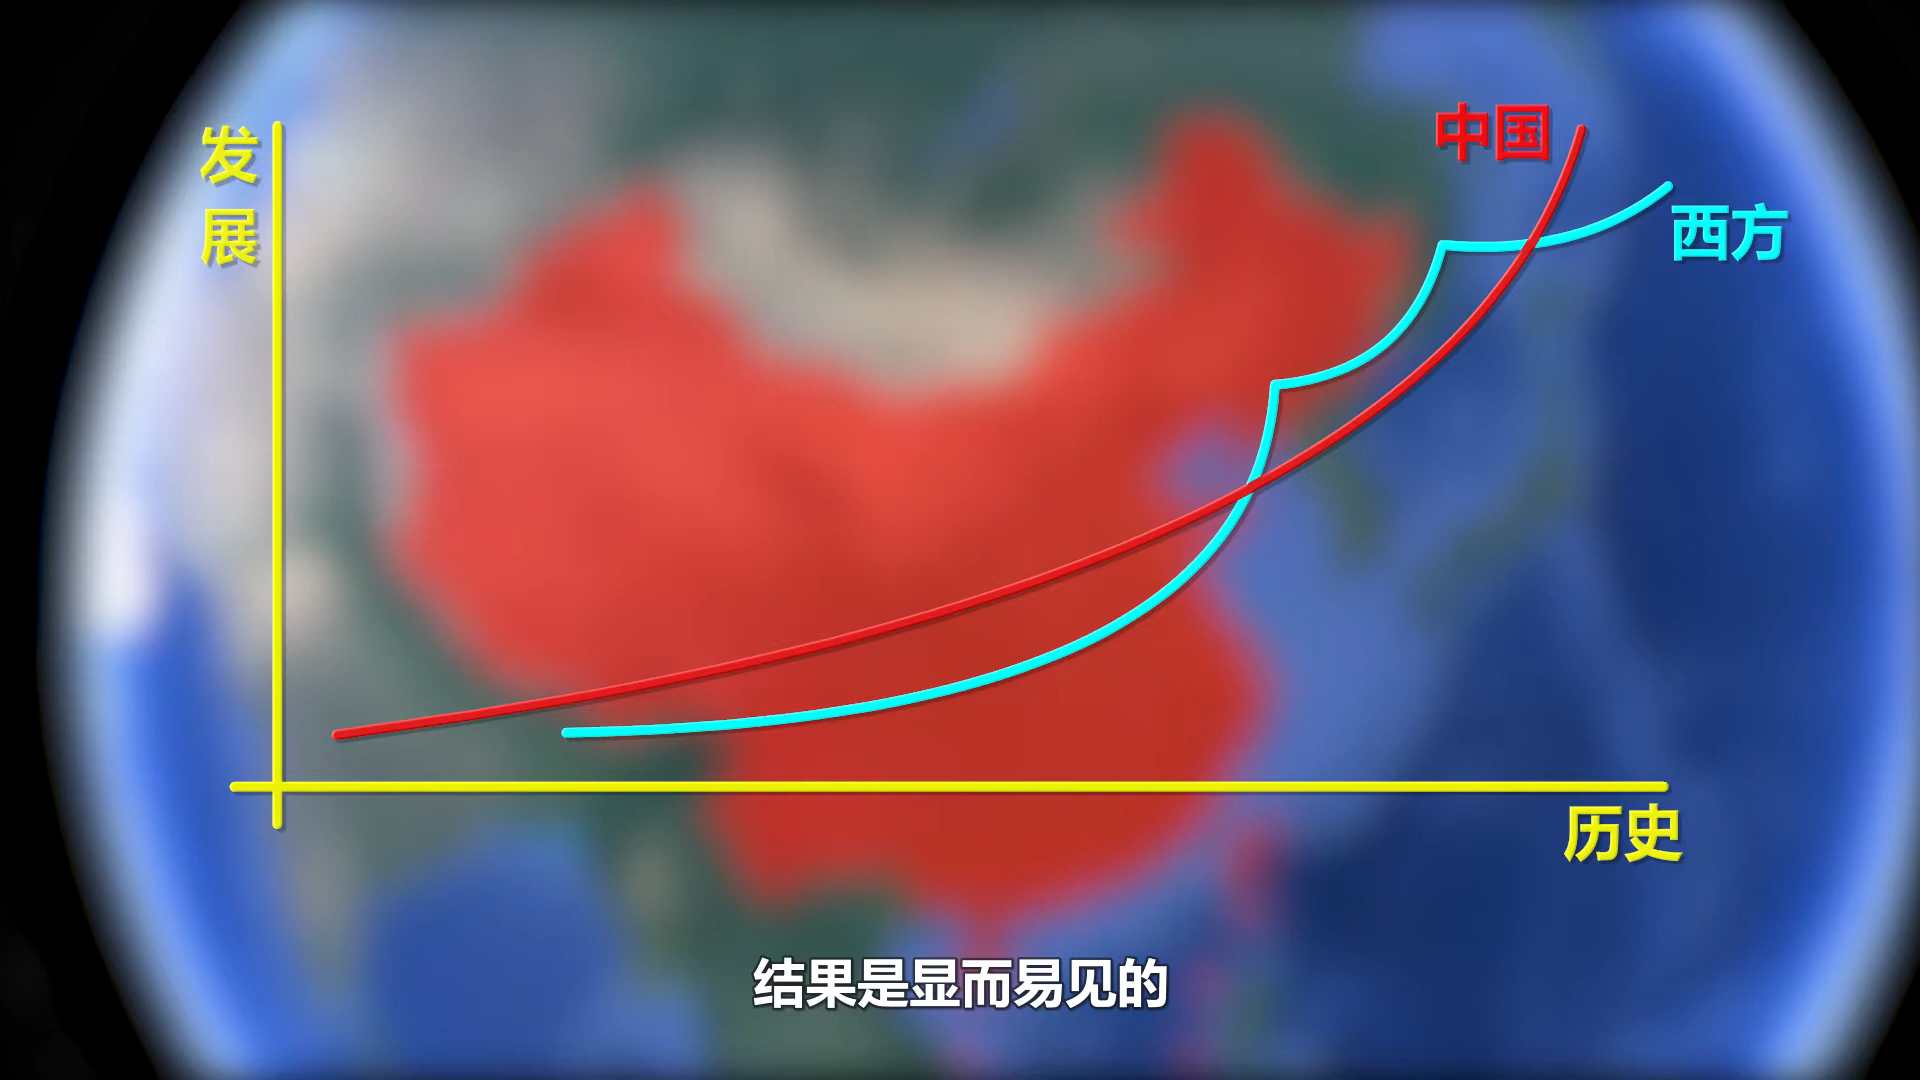 发展
中国
西方
历史
结果是显而易见的